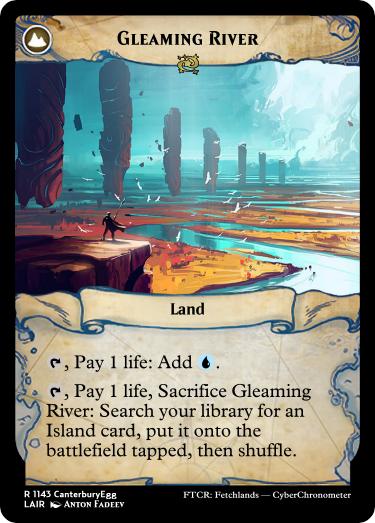 GLEAMING RIVER
Land
, Pay 1 life: Add .
, Pay 1 life, Sacrifice Gleaming
River: Search your library for an
Island card, put it onto the
battlefield tapped, then shuffle.
R 1143 CanterburyEgg
LAIR ANTON FADEEV
FTCR: FETCHLANDS — CYBERCHRONOMETER